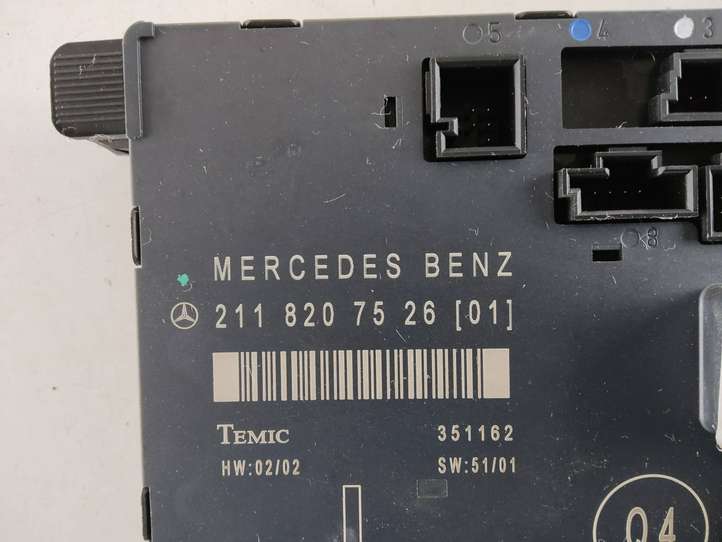 5 4 3
8
MERCEDES BENZ
211 820 75 26 [01]
TEMIC 351162
HW:02/02 SW:51/01
04